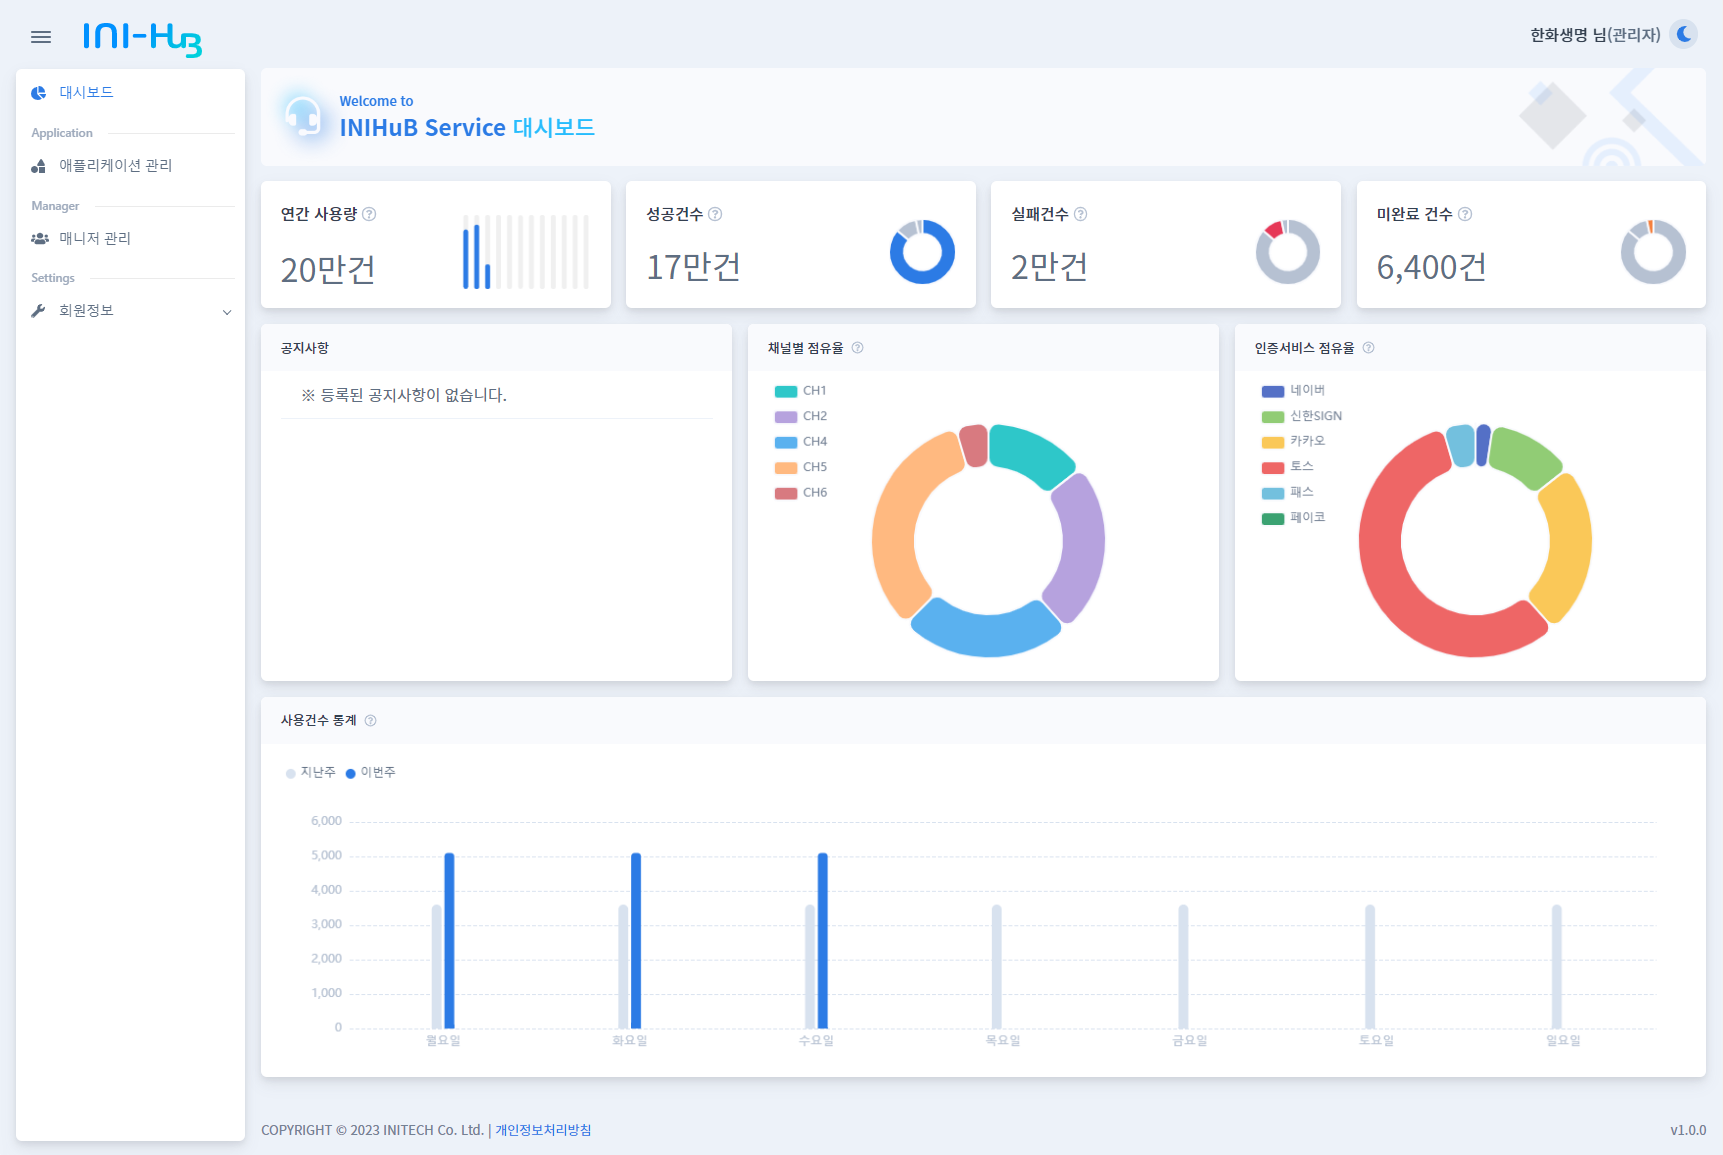 INI-HUB
한화생명 님(관리자)
대시보드
Application
애플리케이션 관리
Manager
매니저 관리
Settings
회원정보
Welcome to
INIHuB Service 대시보드
연간 사용량
20만건
성공건수
17만건
실패건수
2만건
미완료 건수
6,400건
공지사항
※ 등록된 공지사항이 없습니다.
채널별 점유율
CH1
CH2
CH4
CH5
CH6
인증서비스 점유율
네이버
신한SIGN
카카오
토스
패스
페이코
사용건수 통계
지난주 이번주
6,000
5,000
4,000
3,000
2,000
1,000
0
월요일 화요일 수요일 목요일 금요일 토요일 일요일
COPYRIGHT © 2023 INITECH Co. Ltd. | 개인정보처리방침
v1.0.0